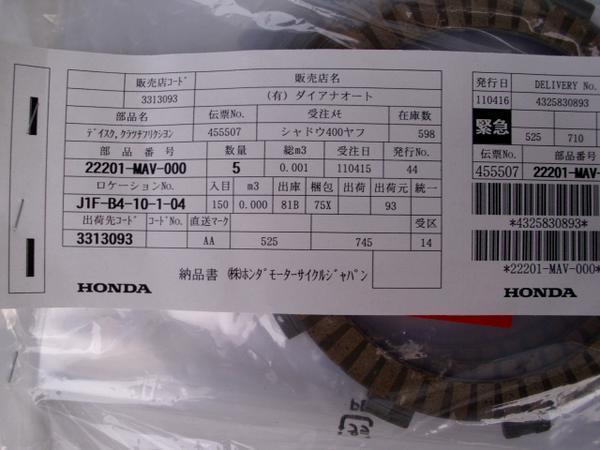 販売店ｺｰﾄﾞ 販売店名
3313093 （有）ダイアナオート
部品名 伝票No. 受注メモ 在庫数
ﾃﾞｲｽｸ,ｸﾗﾂﾁﾌﾘｸｼﾖﾝ 455507 シャドウ400ヤフ 598
部品番号 数量 総m3 受注日 発行No.
22201-MAV-000 5 0.001 110415 44
ロケーションNo. 入目 m3 出庫 梱包 出荷 出荷元 統一
J1F-B4-10-1-04 150 0.000 81B 75X 93
出荷先ｺｰﾄﾞ ｺｰﾄﾞNo. 直送ﾏｰｸ 受区
3313093 AA 525 745 14
納品書 ㈱ﾎﾝﾀﾞﾓｰﾀｰｻｲｸﾙｼﾞｬﾊﾟﾝ
HONDA
発行日 DELIVERY No.
110416 4325830893
緊急 525 710
伝票No. 部品番号
455507 22201-MAV-
*4325830893*
*22201-MAV-000*
HONDA